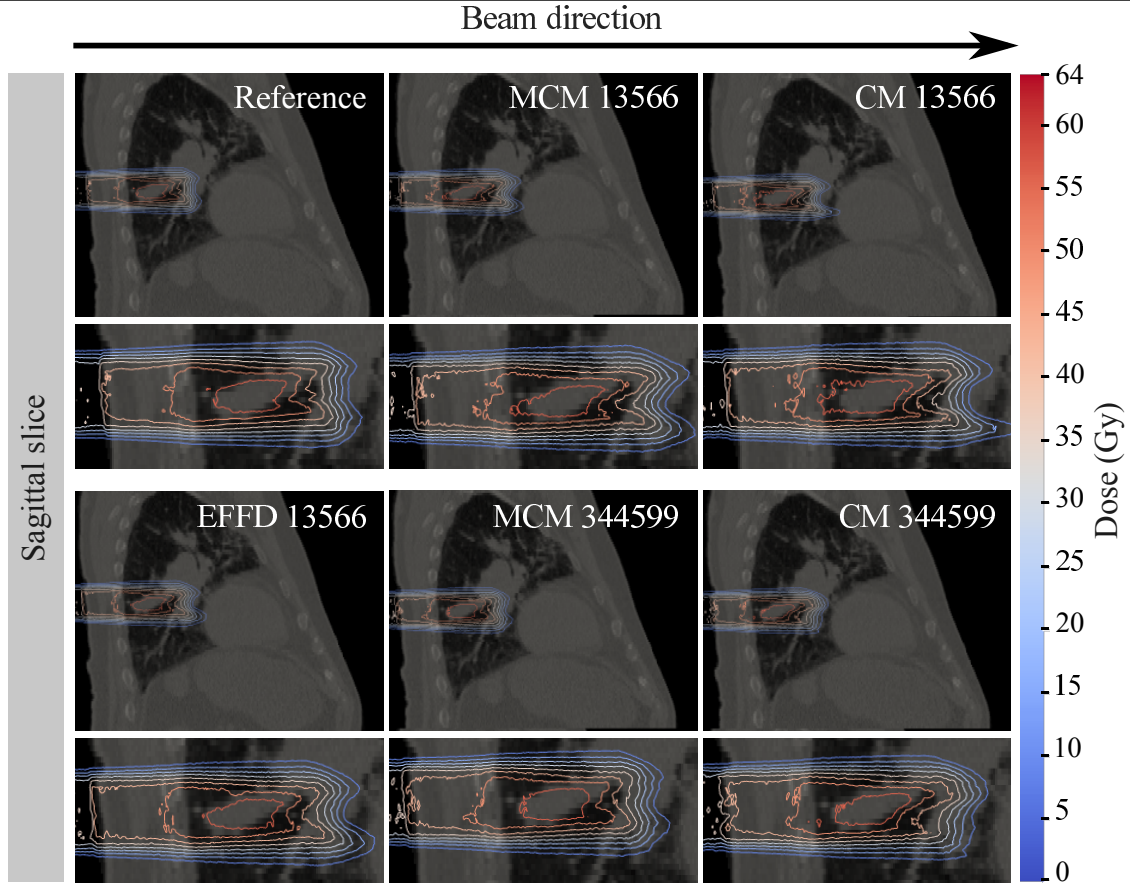 Beam direction
Reference
MCM 13566
CM 13566
EFFD 13566
MCM 344599
CM 344599
Sagittal slice
64
60
55
50
45
40
35
30
25
20
15
10
5
0
Dose (Gy)